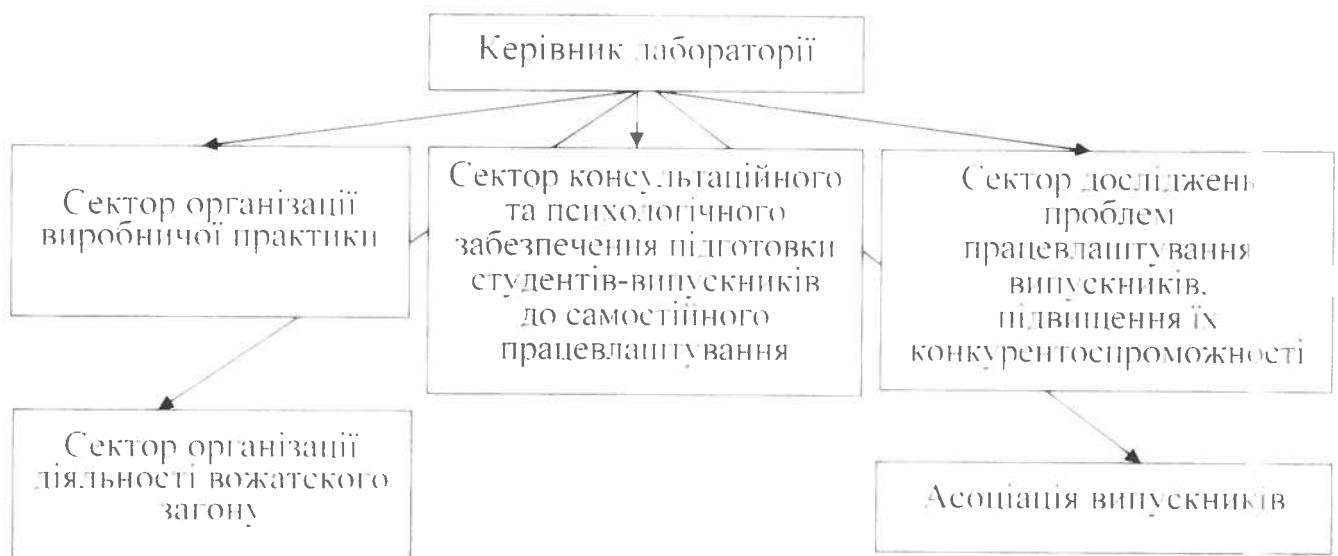 Керівник лабораторії
Сектор організації
виробничої практики
Сектор консультаційного
та психологічного
забезпечення підготовки
студентів-випускників
до самостійного
працевлаштування
Сектор досліджень
проблем
працевлаштування
випускників,
підвищення їх
конкурентоспроможності
Сектор організації
діяльності вожатского
загону
Асоціація випускників